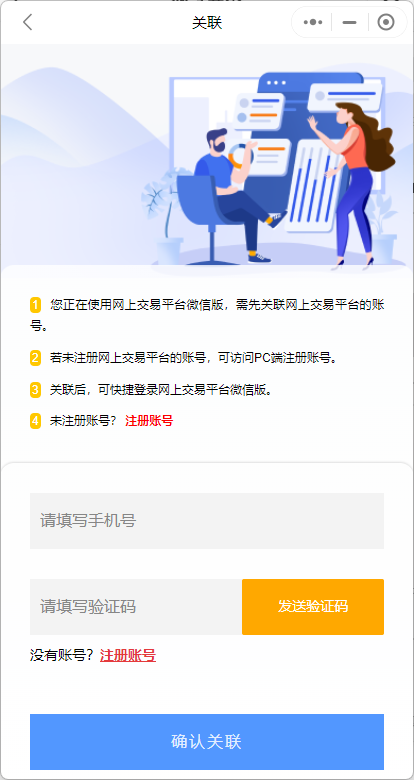 关联
1 您正在使用网上交易平台微信版，需先关联网上交易平台的账
号。
2 若未注册网上交易平台的账号，可访问PC端注册账号。
3 关联后，可快捷登录网上交易平台微信版。
4 未注册账号？ 注册账号
请填写手机号
请填写验证码
发送验证码
没有账号？ 注册账号
确认关联